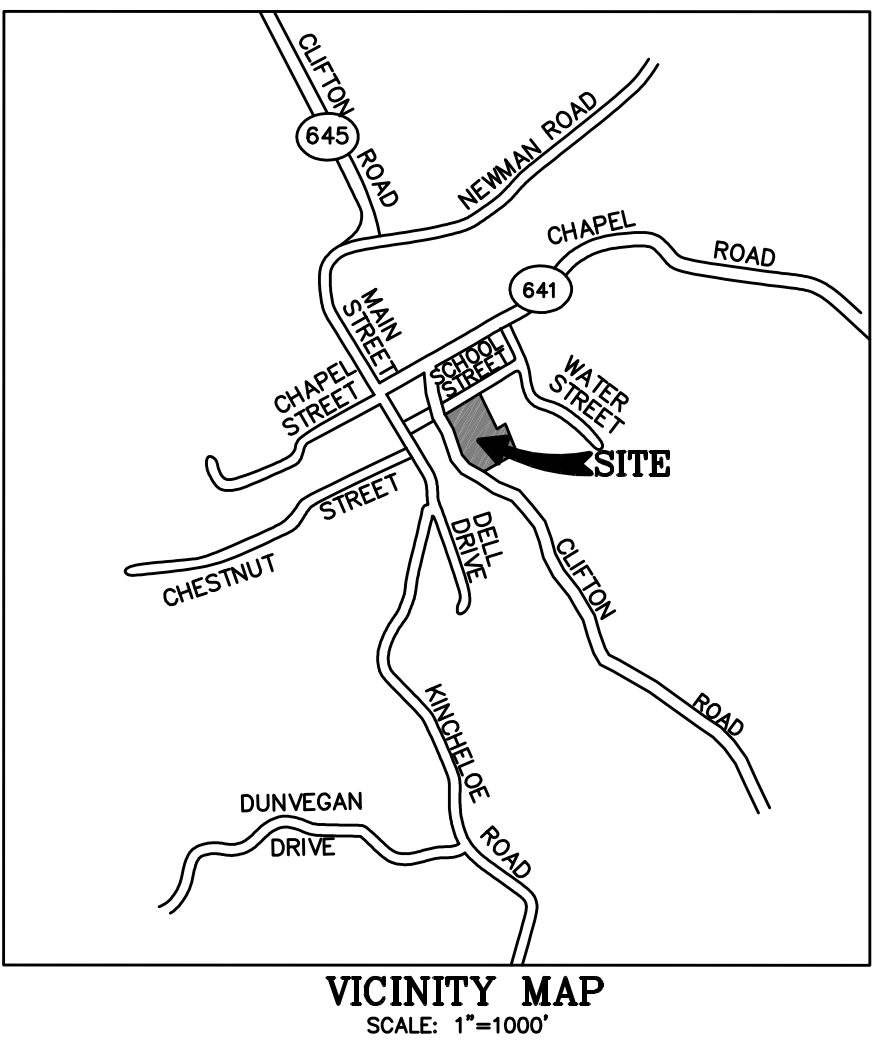 CLIFTON
645
ROAD
NEWMAN ROAD
CHAPEL
ROAD
641
MAIN
STREET
SCHOOL
STREET
CHAPEL
STREET
WATER
STREET
SITE
STREET
CHESTNUT
DELL
DRIVE
CLIFTON
ROAD
KINCHELOE
ROAD
DUNVEGAN
DRIVE
VICINITY MAP
SCALE: 1"=1000'